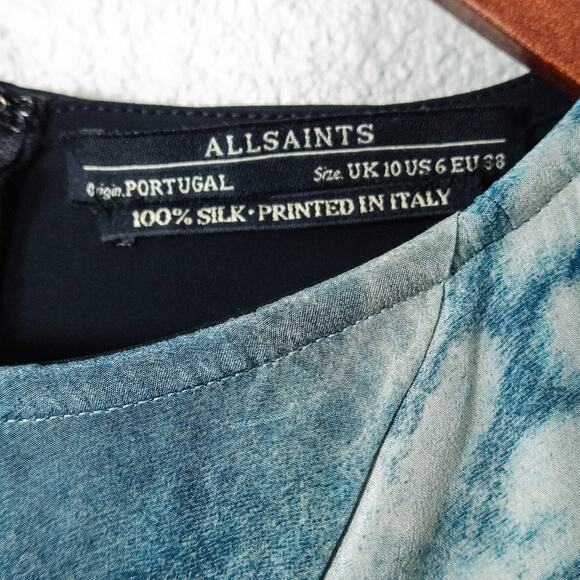 ALLSAINTS
Origin. PORTUGAL Size. UK 10 US 6 EU 38
100% SILK • PRINTED IN ITALY